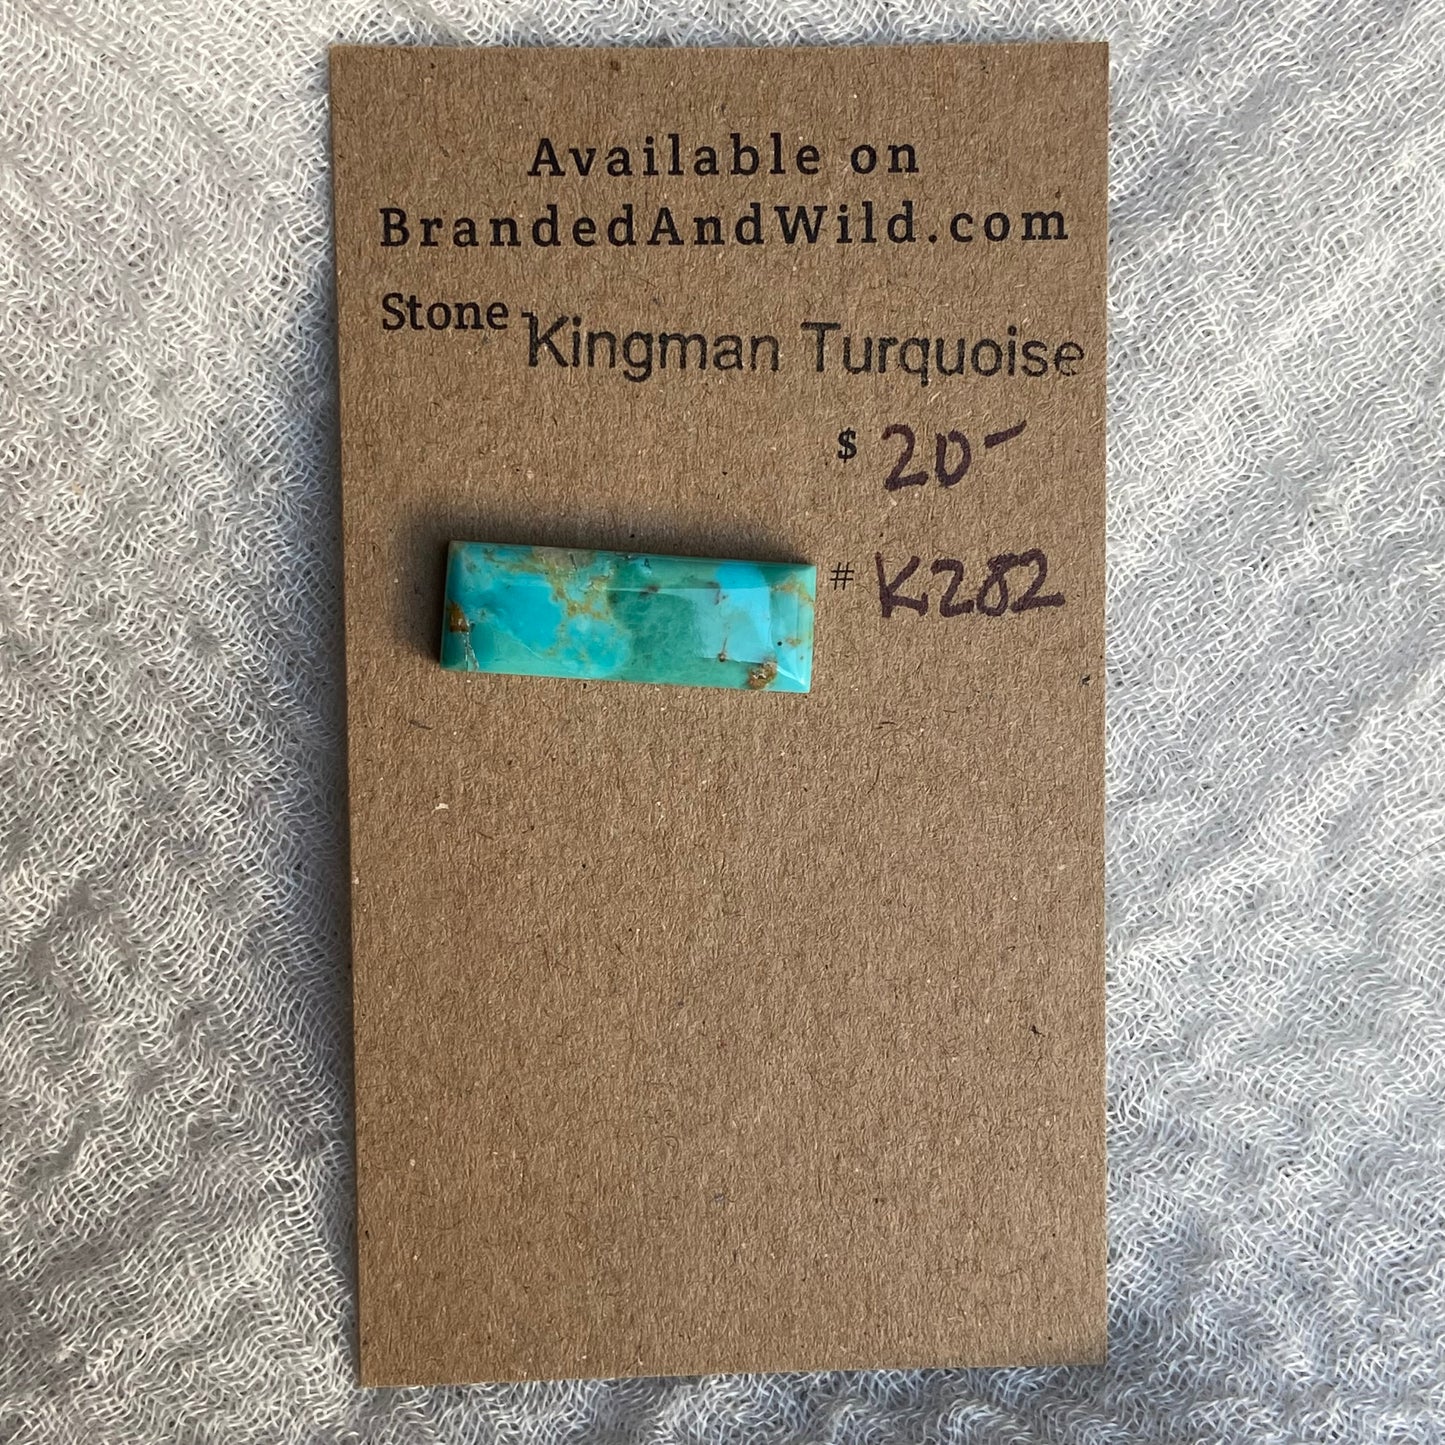 Available on
BrandedAndWild.com
Stone - Kingman Turquoise
$ 20-
# K282